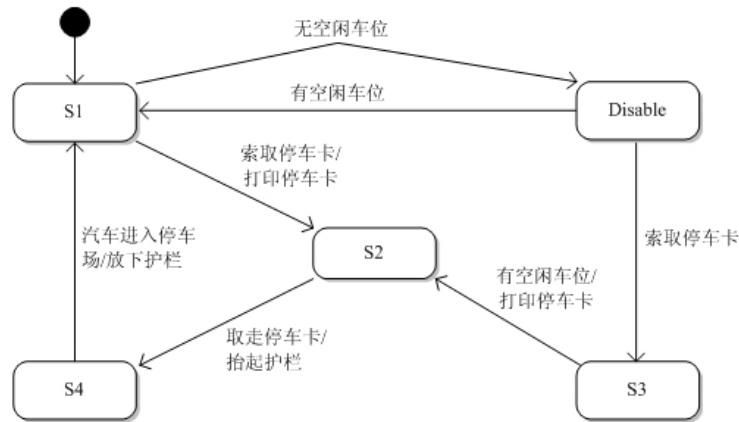 无空闲车位
S1
有空闲车位
Disable
索取停车卡/
打印停车卡
汽车进入停车
场/放下护栏
S2
索取停车卡
有空闲车位/
打印停车卡
取走停车卡/
抬起护栏
S4
S3